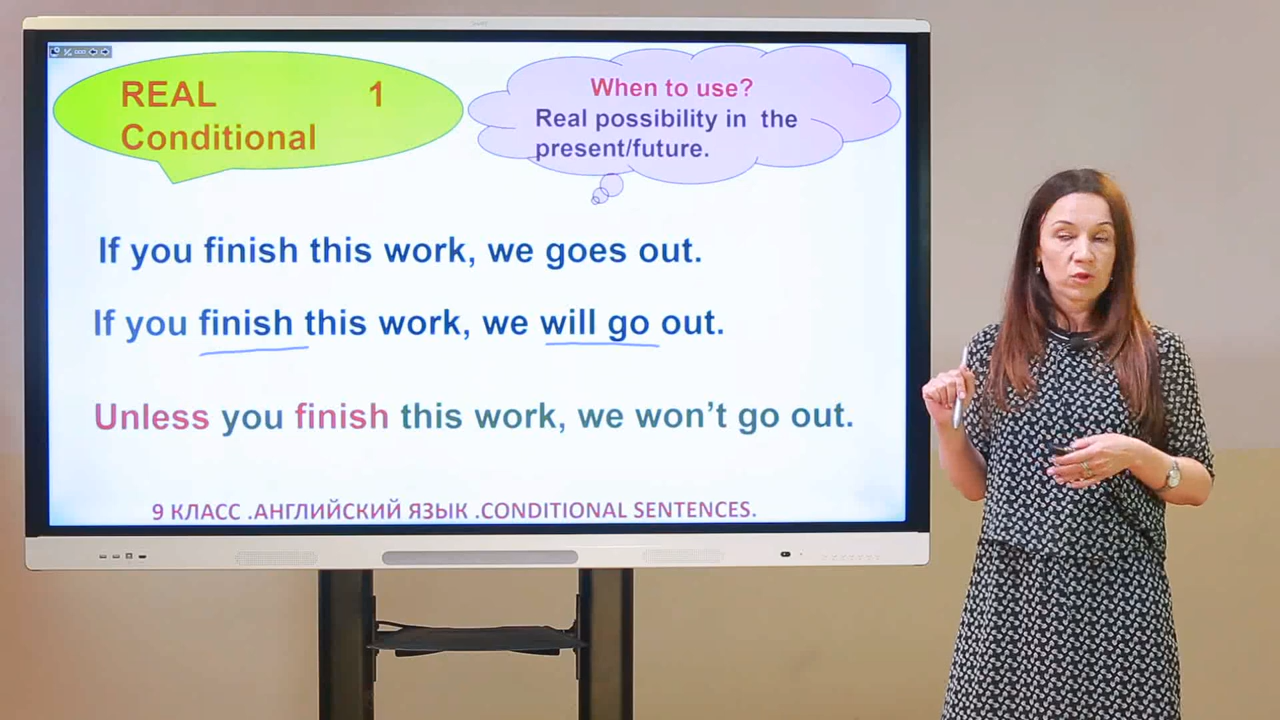 REAL 1
Conditional
When to use?
Real possibility in the
present/future.
If you finish this work, we goes out.
If you finish this work, we will go out.
Unless you finish this work, we won’t go out.
9 КЛАСС .АНГЛИЙСКИЙ ЯЗЫК .CONDITIONAL SENTENCES.